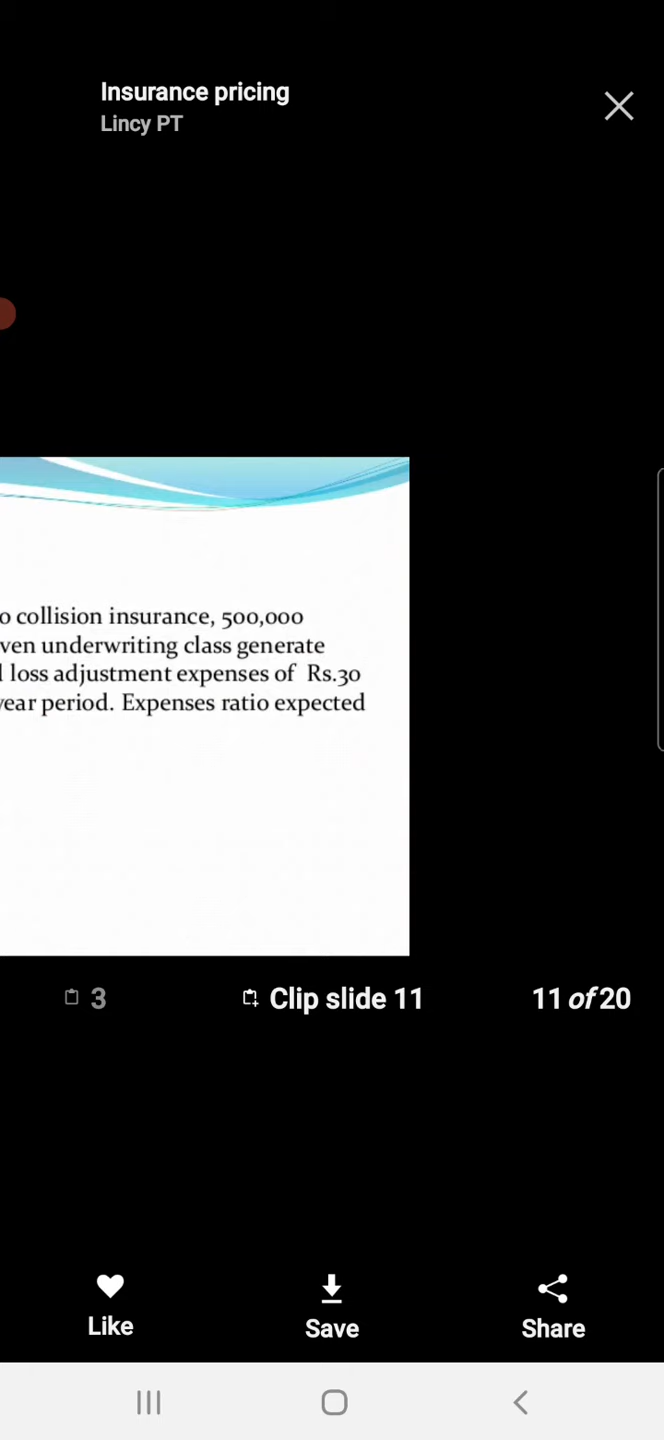 Insurance pricing
Lincy PT
o collision insurance, 500,000
ven underwriting class generate
loss adjustment expenses of Rs.30
year period. Expenses ratio expected
3
Clip slide 11
11 of 20
Like
Save
Share